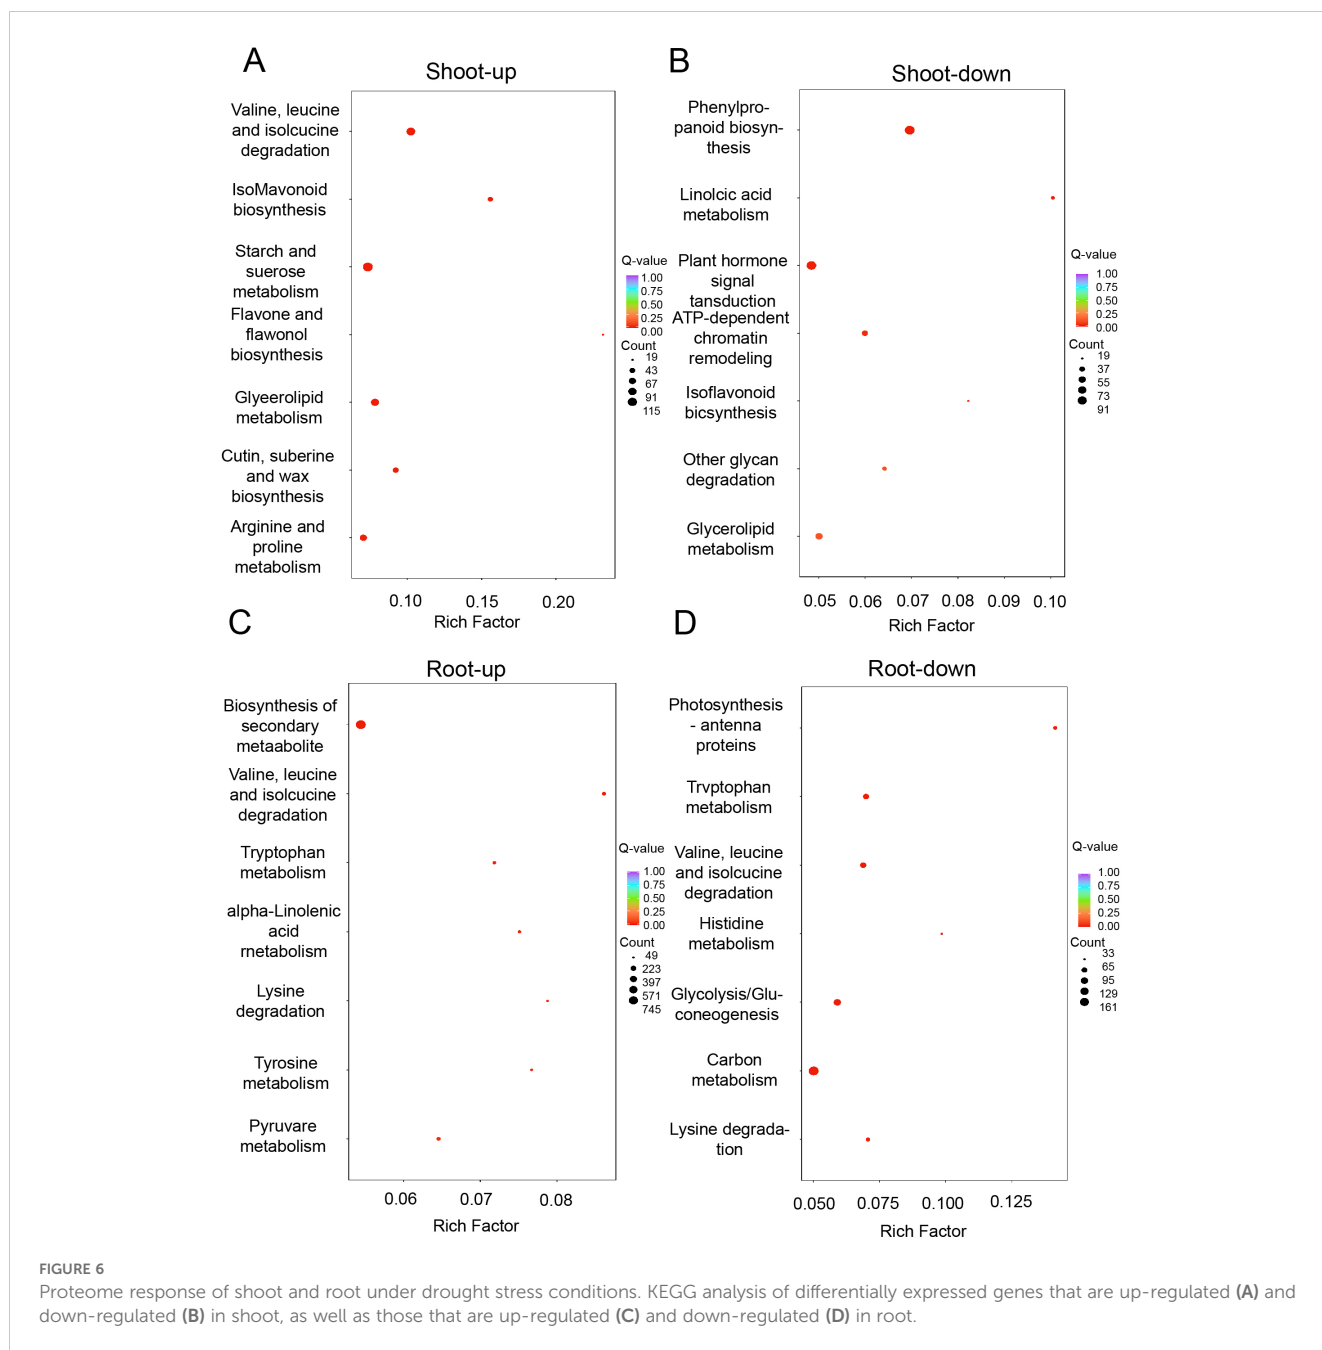 A
Shoot-up
Valine, leucine
and isolcucine
degradation
IsoMavonoid
biosynthesis
Starch and
suerose
metabolism
Flavone and
flawonol
biosynthesis
Glyeerolipid
metabolism
Cutin, suberine
and wax
biosynthesis
Arginine and
proline
metabolism
0.10 0.15 0.20
Rich Factor
Q-value
1.00
0.75
0.50
0.25
0.00
Count
19
43
67
91
115
B
Shoot-down
Phenylpro-
panoid biosyn-
thesis
Linolcic acid
metabolism
Plant hormone
signal
tansduction
ATP-dependent
chromatin
remodeling
Isoflavonoid
bicsynthesis
Other glycan
degradation
Glycerolipid
metabolism
0.05 0.06 0.07 0.08 0.09 0.10
Rich Factor
Q-value
1.00
0.75
0.50
0.25
0.00
Count
19
37
55
73
91
C
Root-up
Biosynthesis of
secondary
metaabolite
Valine, leucine
and isolcucine
degradation
Tryptophan
metabolism
alpha-Linolenic
acid
rnetabolism
Lysine
degradation
Tyrosine
metabolism
Pyruvare
metabolism
0.06 0.07 0.08
Rich Factor
Q-value
1.00
0.75
0.50
0.25
0.00
Count
49
223
397
571
745
D
Root-down
Photosynthesis
- antenna
proteins
Trvptophan
metabolism
Valine, leucine
and isolcucine
degradation
Histidine
metabolism
Glycolysis/Glu-
coneogenesis
Carbon
metabolism
Lysine degrada-
tion
0.050 0.075 0.100 0.125
Rich Factor
Q-value
1.00
0.75
0.50
0.25
0.00
Count
33
65
95
129
161
FIGURE 6
Proteome response of shoot and root under drought stress conditions. KEGG analysis of differentially expressed genes that are up-regulated (A) and
down-regulated (B) in shoot, as well as those that are up-regulated (C) and down-regulated (D) in root.